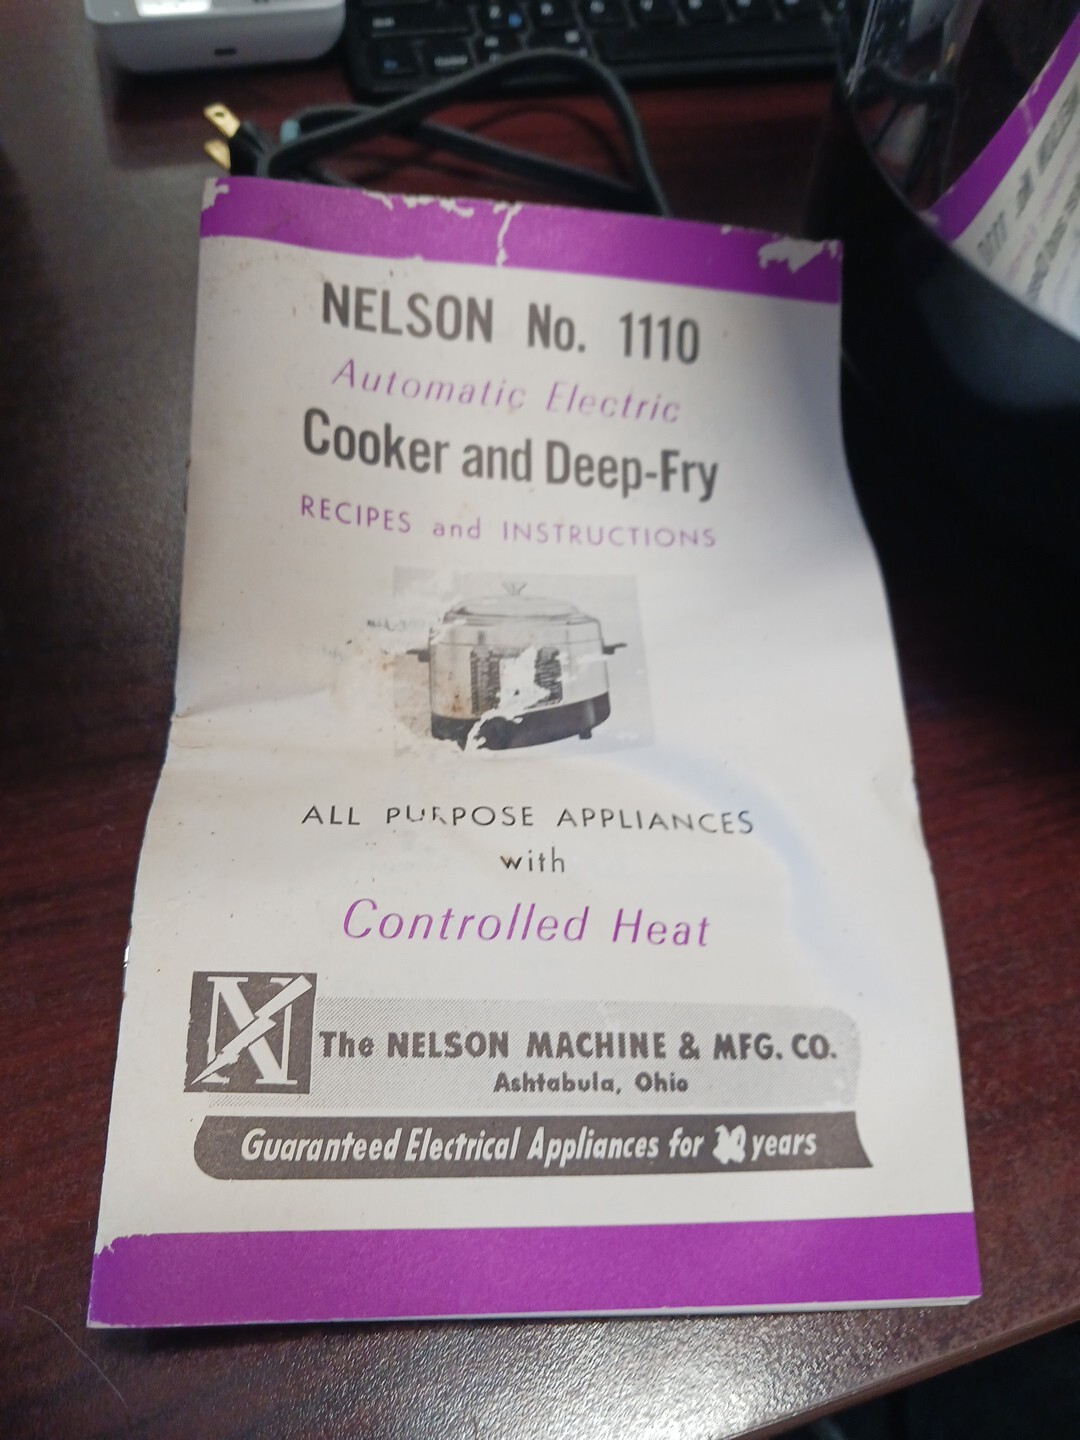 NELSON No. 1110
Automatic Electric
Cooker and Deep-Fry
RECIPES and INSTRUCTIONS
ALL PURPOSE APPLIANCES
with
Controlled Heat
N
The NELSON MACHINE & MFG. CO.
Ashtabula, Ohio
Guaranteed Electrical Appliances for years